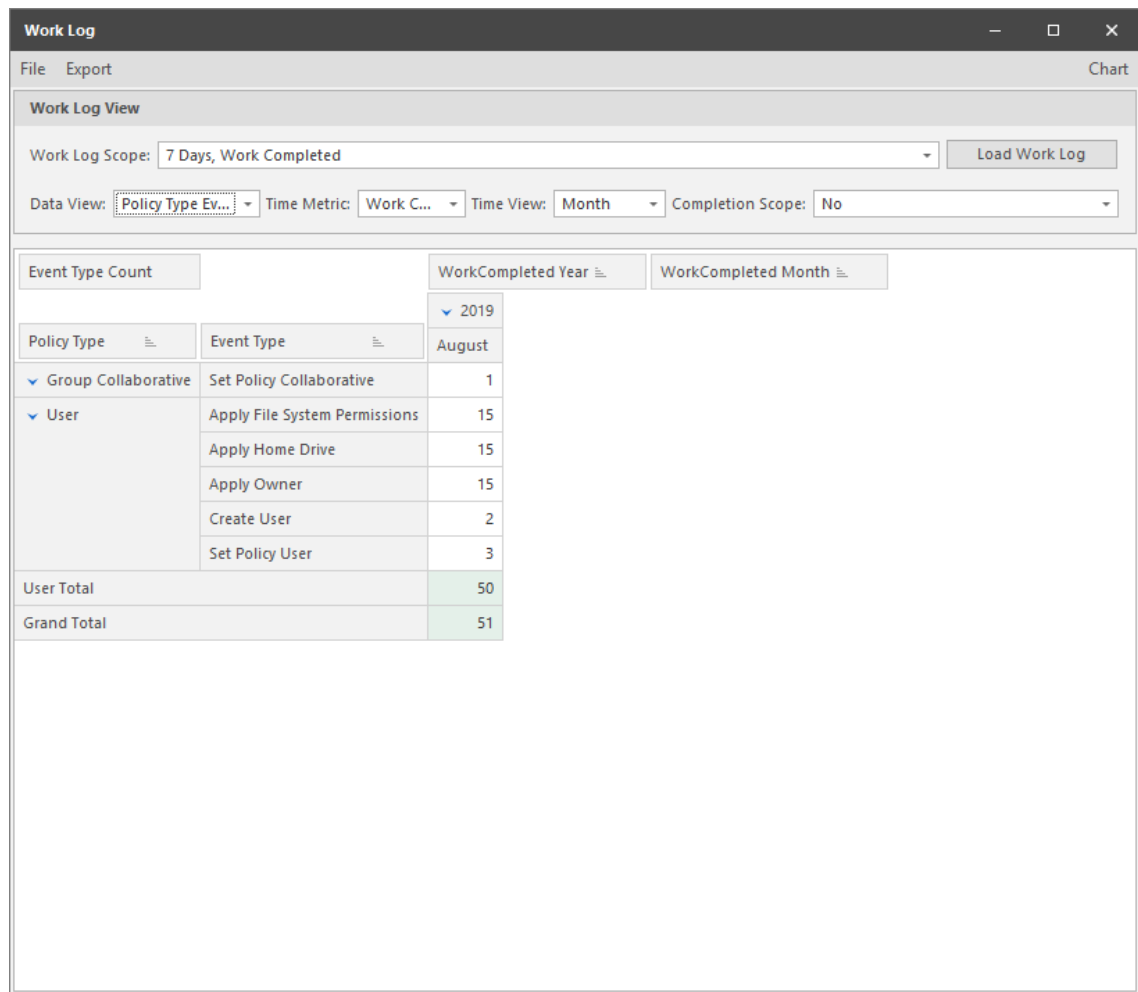 Work Log
File Export Chart
Work Log View
Work Log Scope: 7 Days, Work Completed Load Work Log
Data View: Policy Type Ev... Time Metric: Work C... Time View: Month Completion Scope: No
Event Type Count WorkCompleted Year WorkCompleted Month
2019
Policy Type Event Type August
Group Collaborative Set Policy Collaborative 1
User Apply File System Permissions 15
Apply Home Drive 15
Apply Owner 15
Create User 2
Set Policy User 3
User Total 50
Grand Total 51